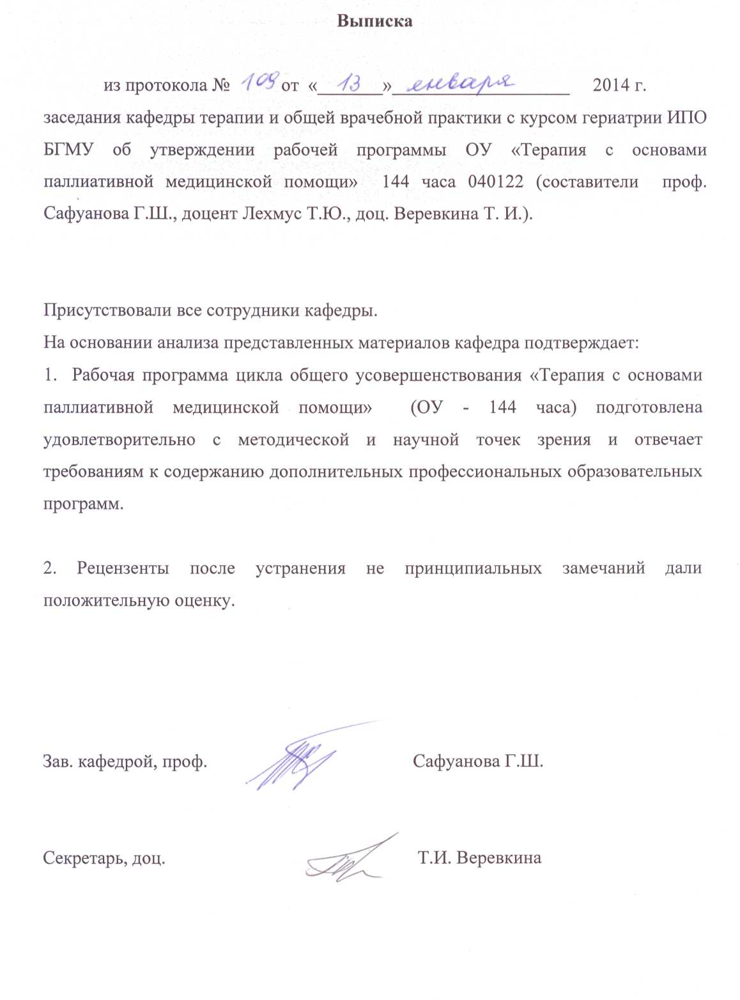 Выписка
из протокола № 109 от «13» января 2014 г.
заседания кафедры терапии и общей врачебной практики с курсом гериатрии ИПО
БГМУ об утверждении рабочей программы ОУ «Терапия с основами
паллиативной медицинской помощи» 144 часа 040122 (составители проф.
Сафуанова Г.Ш., доцент Лехмус Т.Ю., доц. Веревкина Т. И.).
Присутствовали все сотрудники кафедры.
На основании анализа представленных материалов кафедра подтверждает:
1. Рабочая программа цикла общего усовершенствования «Терапия с основами
паллиативной медицинской помощи» (ОУ - 144 часа) подготовлена
удовлетворительно с методической и научной точек зрения и отвечает
требованиям к содержанию дополнительных профессиональных образовательных
программ.
2. Рецензенты после устранения не принципиальных замечаний дали
положительную оценку.
Зав. кафедрой, проф. Сафуанова Г.Ш.
Секретарь, доц. Т.И. Веревкина